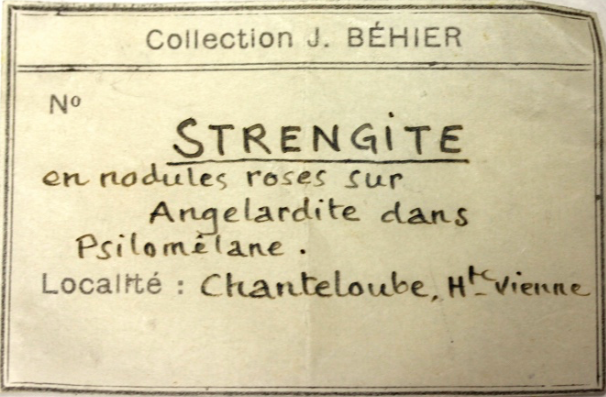 Collection J. BÉHIER
Nº
STRENGITE
en nodules roses sur
Angelardite dans
Psilomélane.
Localité : Chanteloube, Hte Vienne